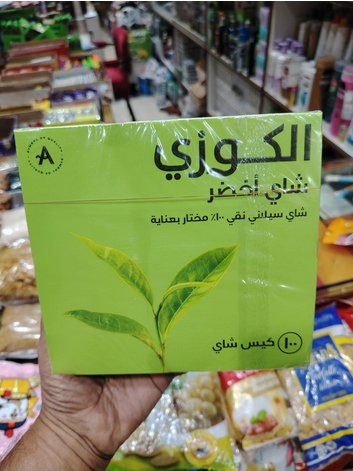 الكوزي
شاي أخضر
شاي سيلاني نقي ١٠٠٪ مختار بعناية
١٠٠ كيس شاي
A